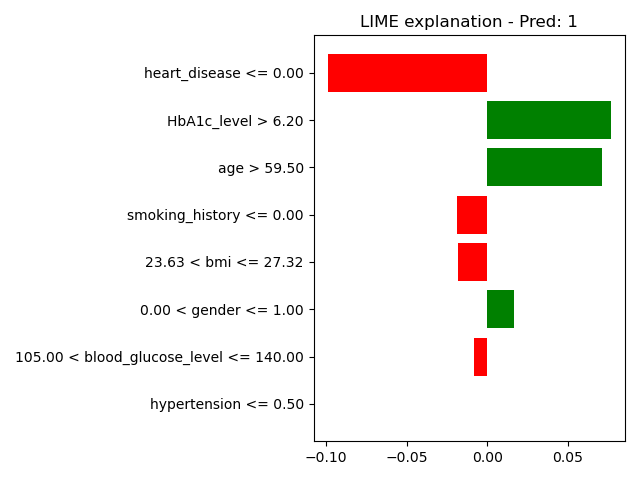 LIME explanation - Pred: 1
heart_disease <= 0.00
HbA1c_level > 6.20
age > 59.50
smoking_history <= 0.00
23.63 < bmi <= 27.32
0.00 < gender <= 1.00
105.00 < blood_glucose_level <= 140.00
hypertension <= 0.50
−0.10 −0.05 0.00 0.05